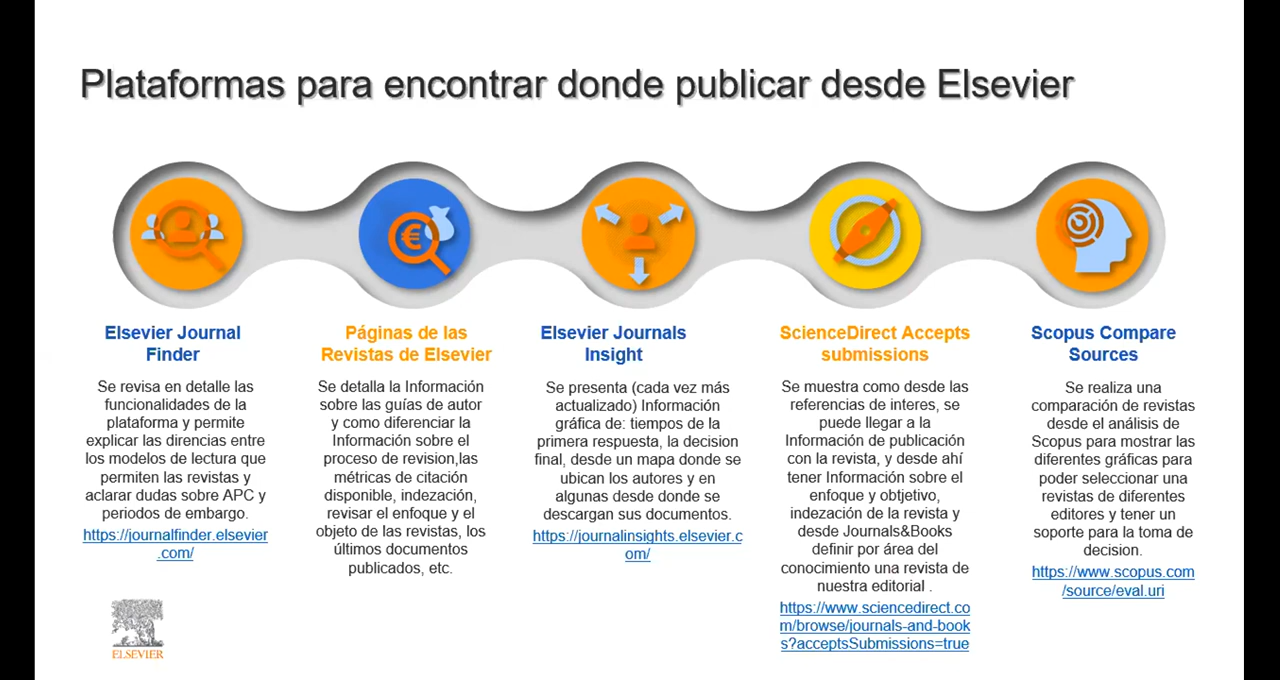 Plataformas para encontrar donde publicar desde Elsevier
Elsevier Journal
Finder
Se revisa en detalle las
funcionalidades de la
plataforma y permite
explicar las direncias entre
los modelos de lectura que
permiten las revistas y
aclarar dudas sobre APC y
periodos de embargo.
https://journalfinder.elsevier
.com/
Páginas de las
Revistas de Elsevier
Se detalla la Información
sobre las guías de autor
y como diferenciar la
Información sobre el
proceso de revision,las
métricas de citación
disponible, indezación,
revisar el enfoque y el
objeto de las revistas, los
últimos documentos
publicados, etc.
Elsevier Journals
Insight
Se presenta (cada vez más
actualizado) Información
gráfica de: tiempos de la
primera respuesta, la decision
final, desde un mapa donde se
ubican los autores y en
algunas desde donde se
descargan sus documentos.
https://journalinsights.elsevier.c
om/
ScienceDirect Accepts
submissions
Se muestra como desde las
referencias de interes, se
puede llegar a la
Información de publicación
con la revista, y desde ahí
tener Información sobre el
enfoque y obtjetivo,
indezación de la revista y
desde Journals&Books
definir por área del
conocimiento una revista de
nuestra editorial .
https://www.sciencedirect.co
m/browse/journals-and-book
s?acceptsSubmissions=true
Scopus Compare
Sources
Se realiza una
comparación de revistas
desde el análisis de
Scopus para mostrar las
diferentes gráficas para
poder seleccionar una
revistas de diferentes
editores y tener un
soporte para la toma de
decision.
https://www.scopus.com
/source/eval.uri
ELSEVIER